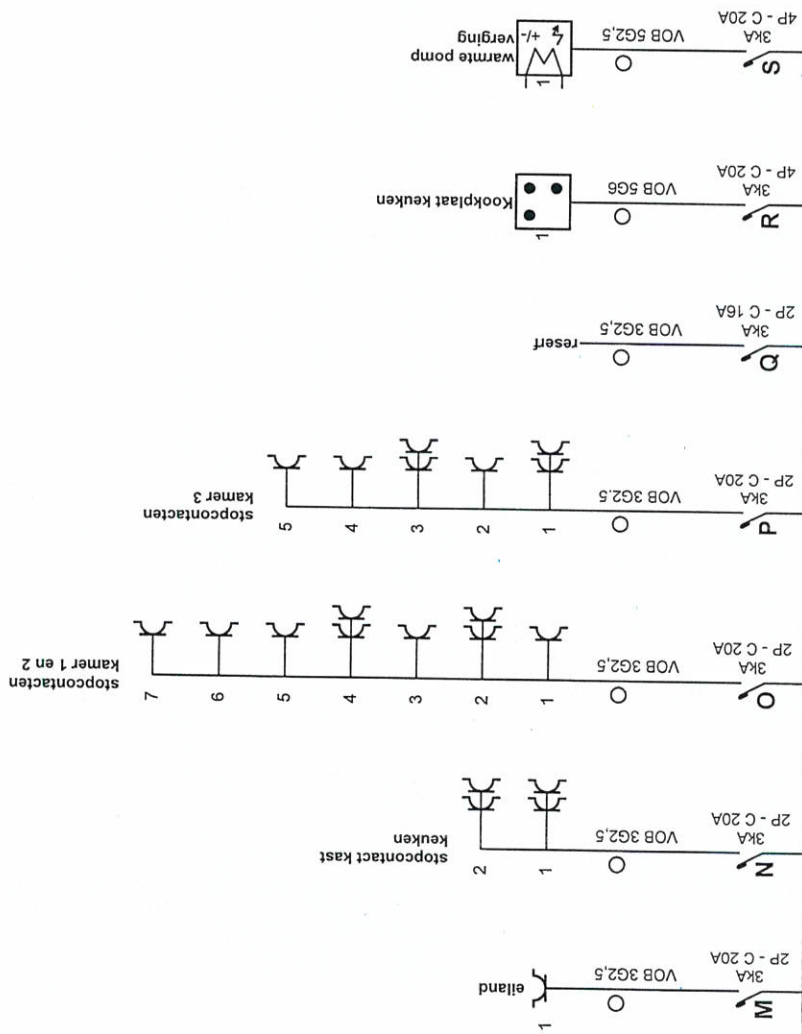 M
3kA
2P - C 20A
VOB 3G2,5
1
eiland
N
3kA
2P - C 20A
VOB 3G2,5
1 2
stopcontact kast
keuken
O
3kA
2P - C 20A
VOB 3G2,5
1 2 3 4 5 6 7
stopcontacten
kamer 1 en 2
P
3kA
2P - C 20A
VOB 3G2,5
1 2 3 4 5
stopcontacten
kamer 3
Q
3kA
2P - C 16A
VOB 3G2,5
reserf
R
3kA
4P - C 20A
VOB 5G6
1
Kookplaat keuken
S
3kA
4P - C 20A
VOB 5G2,5
1
+/-
warmte pomp
verging